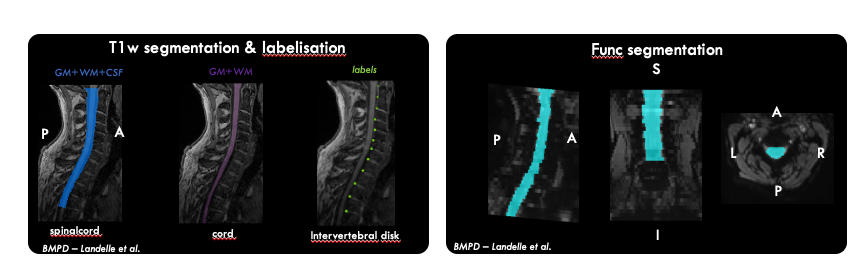 T1w segmentation & labelisation
GM+WM+CSF
GM+WM
labels
P
A
spinalcord
cord
Intervertebral disk
BMPD – Landelle et al.
Func segmentation
S
P
A
I
A
L
R
P
BMPD – Landelle et al.